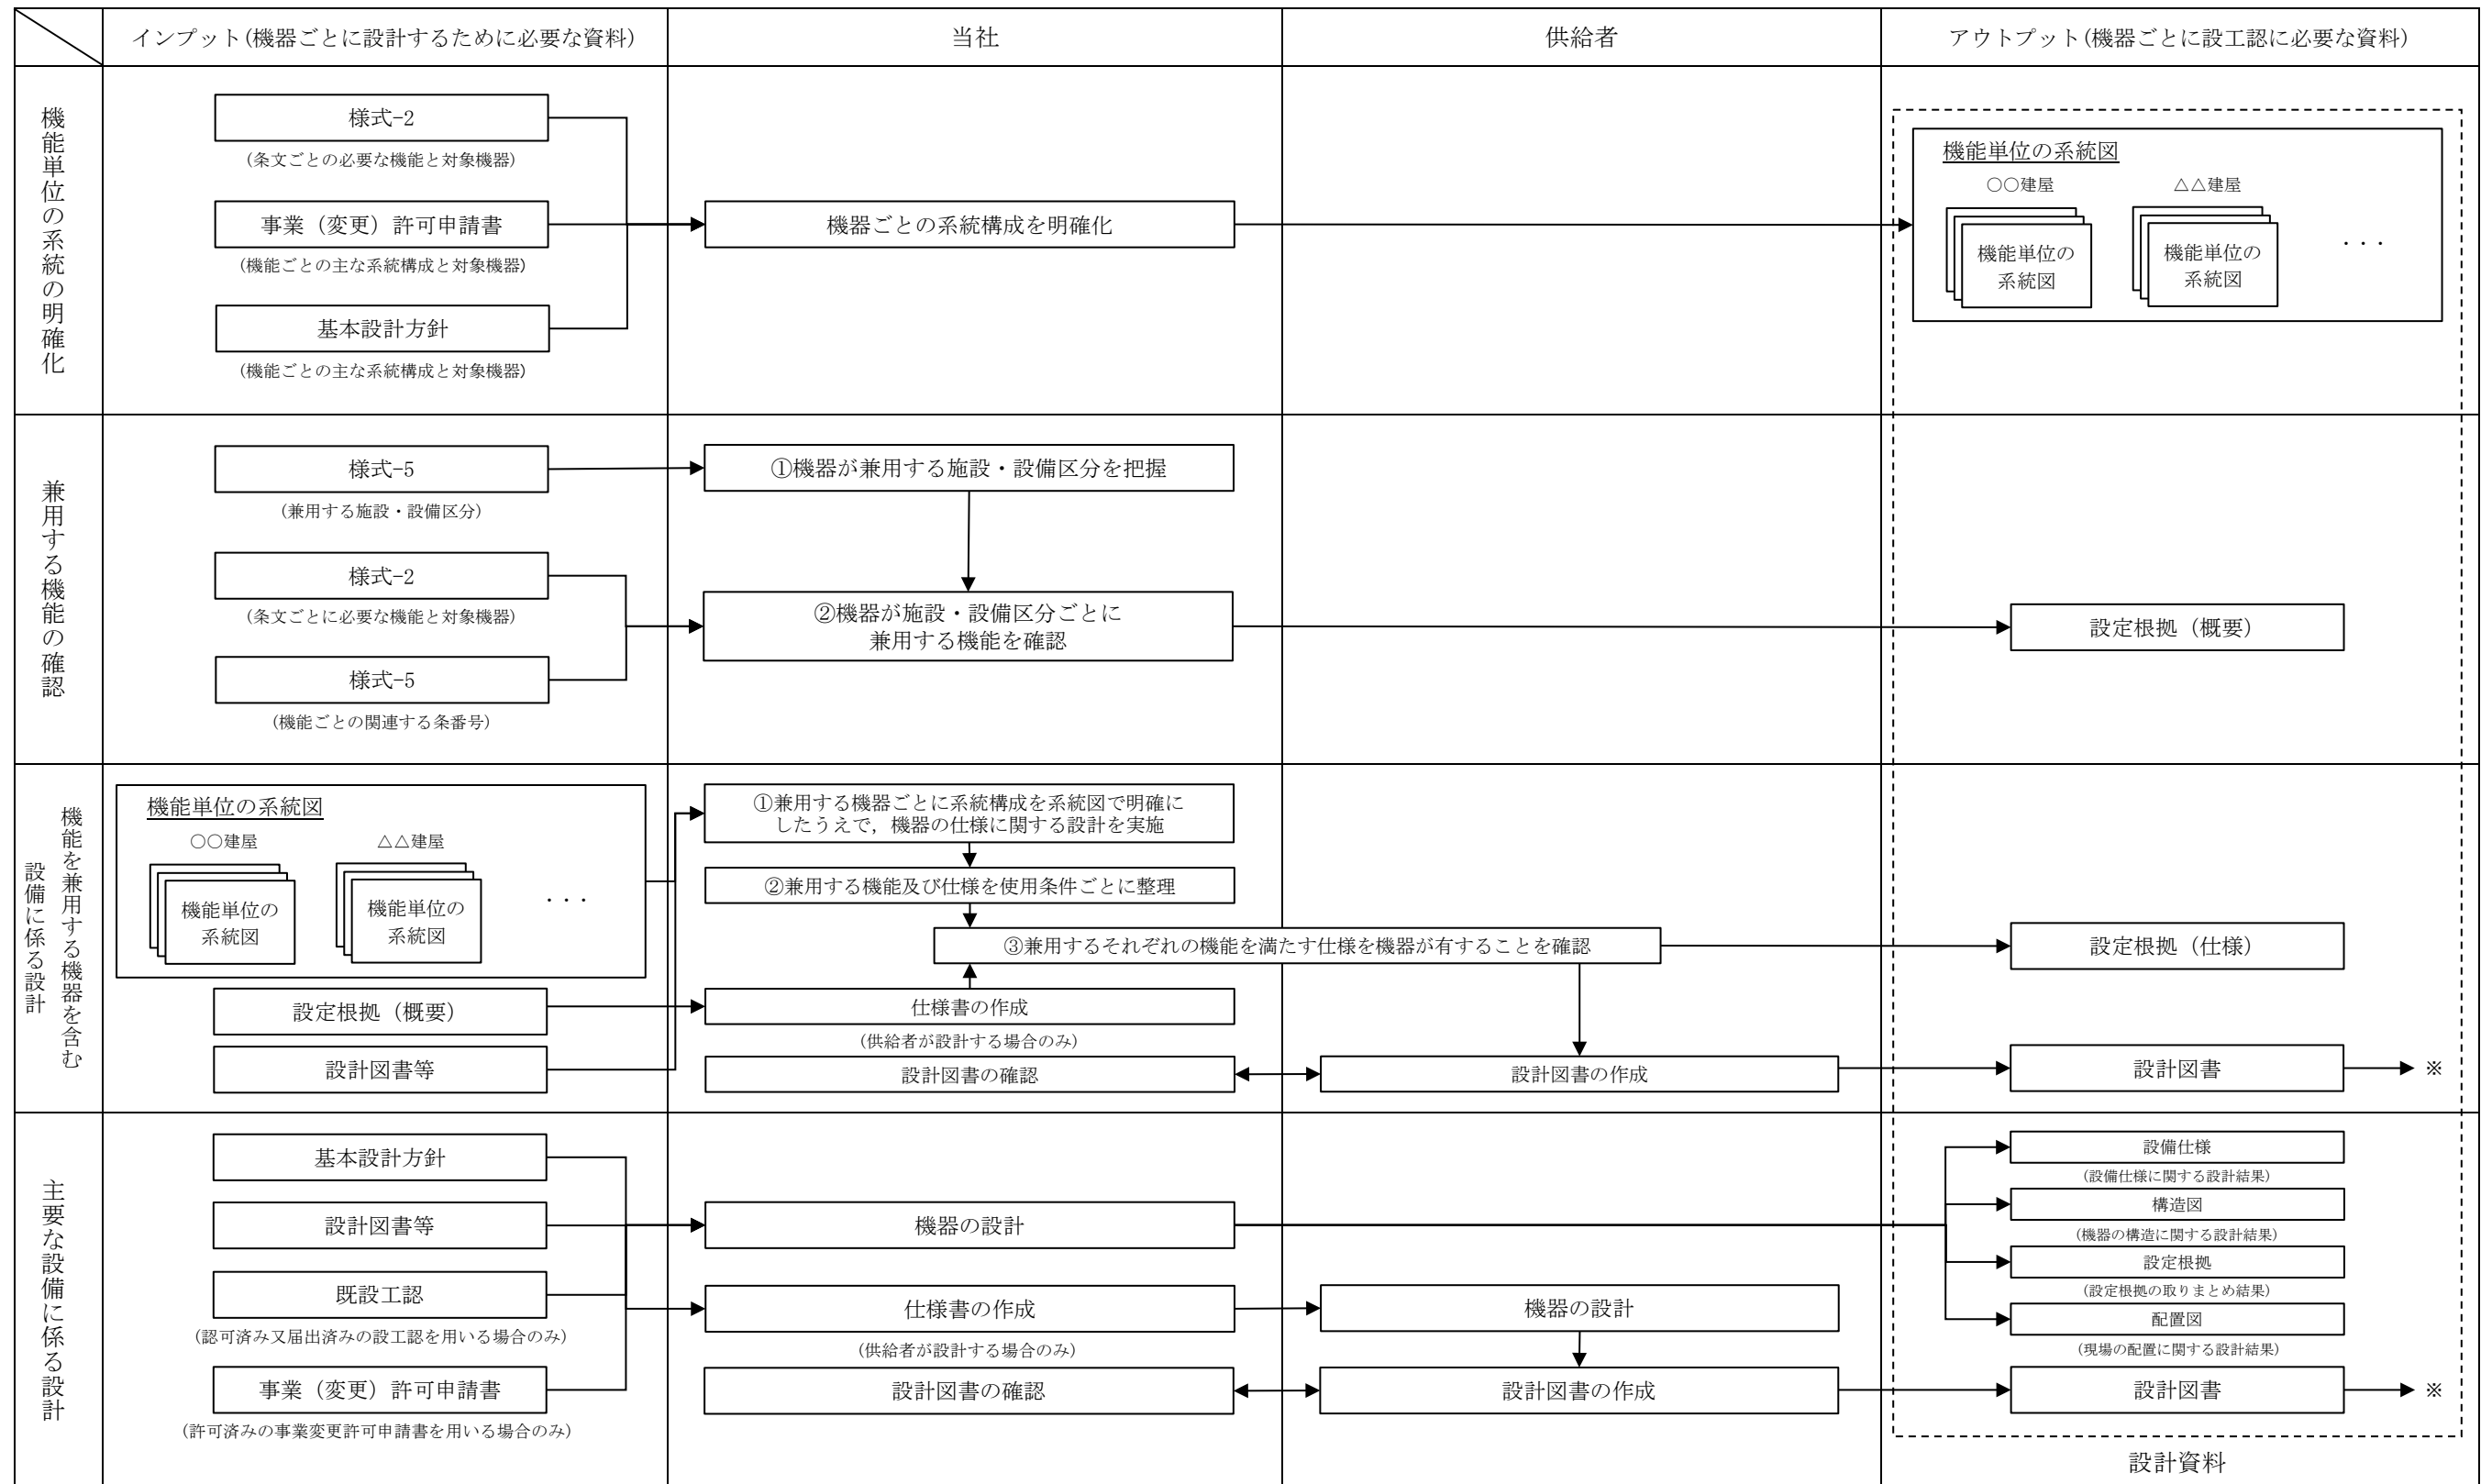 インプット(機器ごとに設計するために必要な資料)
当社
供給者
アウトプット(機器ごとに設工認に必要な資料)
機能単位の系統の明確化
様式-2
(条文ごとの必要な機能と対象機器)
事業（変更）許可申請書
(機能ごとの主な系統構成と対象機器)
基本設計方針
(機能ごとの主な系統構成と対象機器)
機器ごとの系統構成を明確化
機能単位の系統図
○○建屋
△△建屋
機能単位の
系統図
機能単位の
系統図
・・・
兼用する機能の確認
様式-5
(兼用する施設・設備区分)
様式-2
(条文ごとに必要な機能と対象機器)
様式-5
(機能ごとの関連する条番号)
①機器が兼用する施設・設備区分を把握
②機器が施設・設備区分ごとに
兼用する機能を確認
設定根拠（概要）
機能を兼用する機器を含む
設備に係る設計
機能単位の系統図
○○建屋
△△建屋
機能単位の
系統図
機能単位の
系統図
・・・
設定根拠（概要）
設計図書等
①兼用する機器ごとに系統構成を系統図で明確に
したうえで，機器の仕様に関する設計を実施
②兼用する機能及び仕様を使用条件ごとに整理
③兼用するそれぞれの機能を満たす仕様を機器が有することを確認
仕様書の作成
(供給者が設計する場合のみ)
設計図書の確認
設計図書の作成
設定根拠（仕様）
設計図書
※
主要な設備に係る設計
基本設計方針
設計図書等
既設工認
(認可済み又届出済みの設工認を用いる場合のみ)
事業（変更）許可申請書
(許可済みの事業変更許可申請書を用いる場合のみ)
機器の設計
仕様書の作成
(供給者が設計する場合のみ)
設計図書の確認
機器の設計
設計図書の作成
設備仕様
(設備仕様に関する設計結果)
構造図
(機器の構造に関する設計結果)
設定根拠
(設定根拠の取りまとめ結果)
配置図
(現場の配置に関する設計結果)
設計図書
※
設計資料